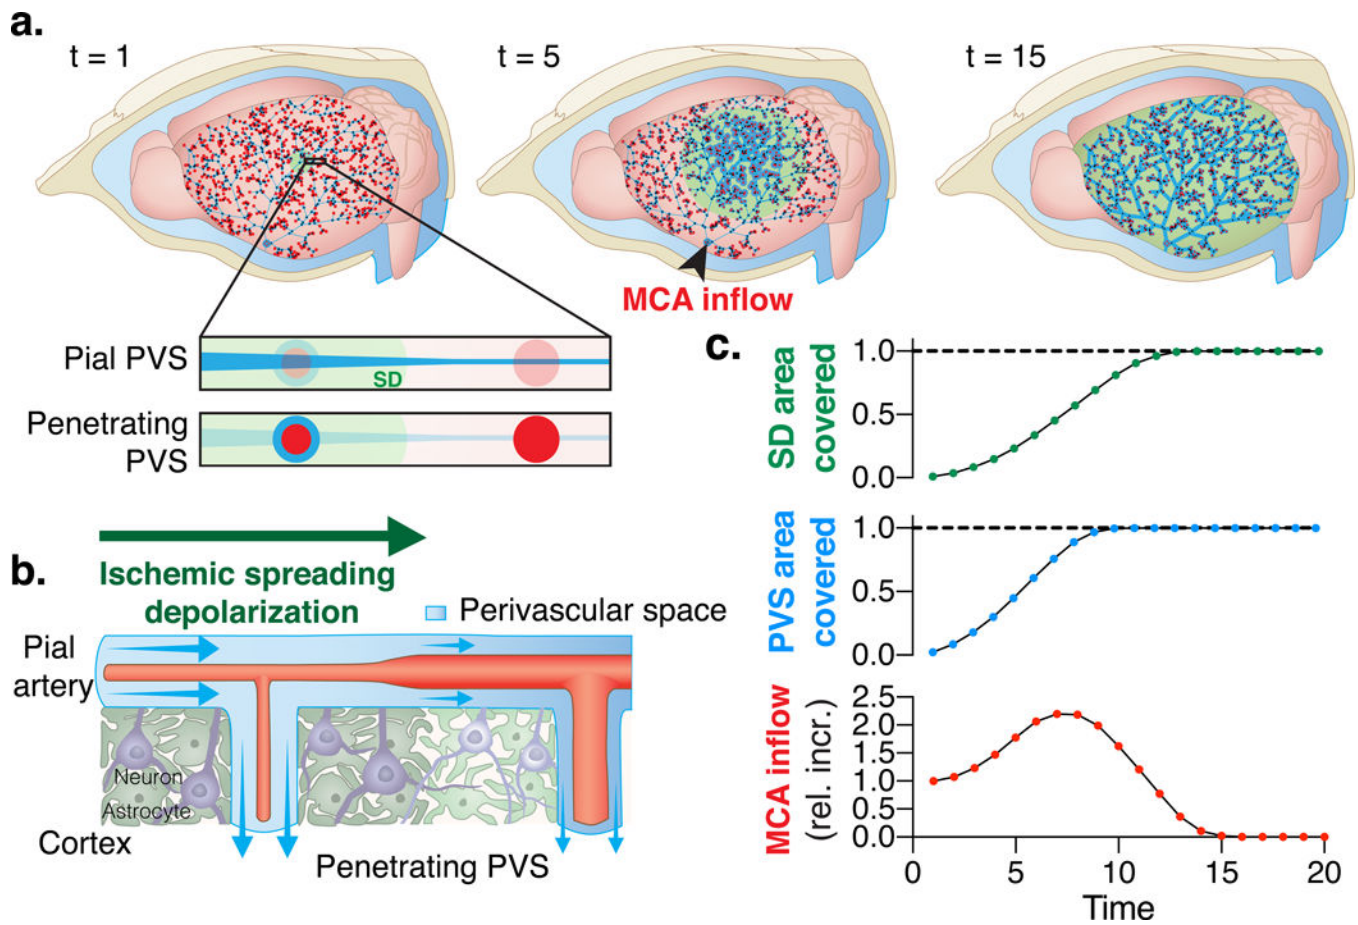 a.
t = 1
t = 5
t = 15
MCA inflow
Pial PVS
SD
Penetrating
PVS
b.
Ischemic spreading
depolarization
Perivascular space
Pial
artery
Neuron
Astrocyte
Cortex
Penetrating PVS
c.
SD area
covered
1.0
0.5
0.0
PVS area
covered
1.0
0.5
0.0
MCA inflow
(rel. incr.)
2.5
2.0
1.5
1.0
0.5
0.0
0 5 10 15 20
Time